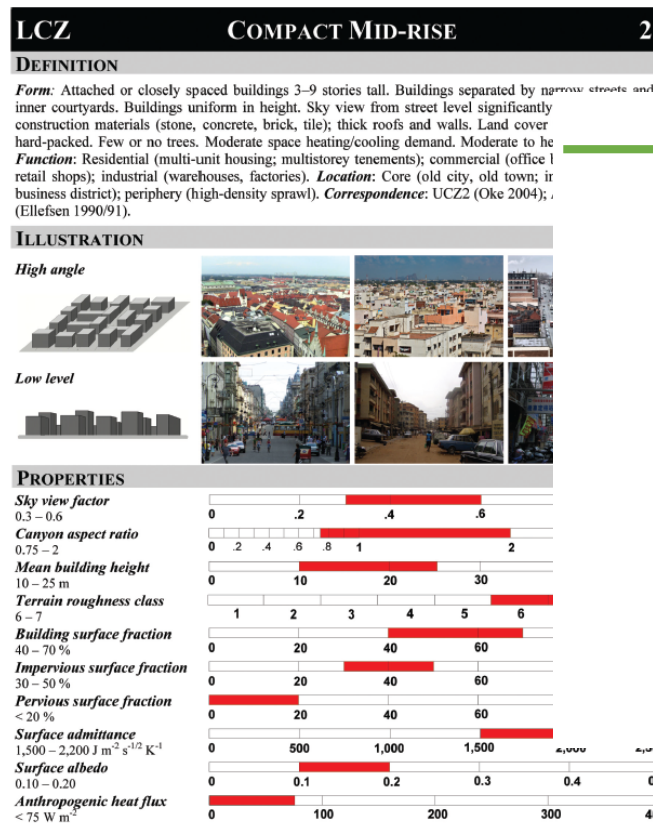 LCZ COMPACT MID-RISE 2
DEFINITION
Form: Attached or closely spaced buildings 3–9 stories tall. Buildings separated by narrow streets and
inner courtyards. Buildings uniform in height. Sky view from street level significantly
construction materials (stone, concrete, brick, tile); thick roofs and walls. Land cover
hard-packed. Few or no trees. Moderate space heating/cooling demand. Moderate to he
Function: Residential (multi-unit housing; multistorey tenements); commercial (office
retail shops); industrial (warehouses, factories). Location: Core (old city, old town;
business district); periphery (high-density sprawl). Correspondence: UCZ2 (Oke 2004);
(Ellefsen 1990/91).
ILLUSTRATION
High angle
Low level
PROPERTIES
Sky view factor
0.3 – 0.6
0 .2 .4 .6
Canyon aspect ratio
0.75 – 2
0 .2 .4 .6 .8 1 2
Mean building height
10 – 25 m
0 10 20 30
Terrain roughness class
6 – 7
1 2 3 4 5 6
Building surface fraction
40 – 70 %
0 20 40 60
Impervious surface fraction
30 – 50 %
0 20 40 60
Pervious surface fraction
< 20 %
0 20 40 60
Surface admittance
1,500 – 2,200 J m⁻² s⁻¹/² K⁻¹
0 500 1,000 1,500 2,000
Surface albedo
0.10 – 0.20
0 0.1 0.2 0.3 0.4
Anthropogenic heat flux
< 75 W m⁻²
0 100 200 300